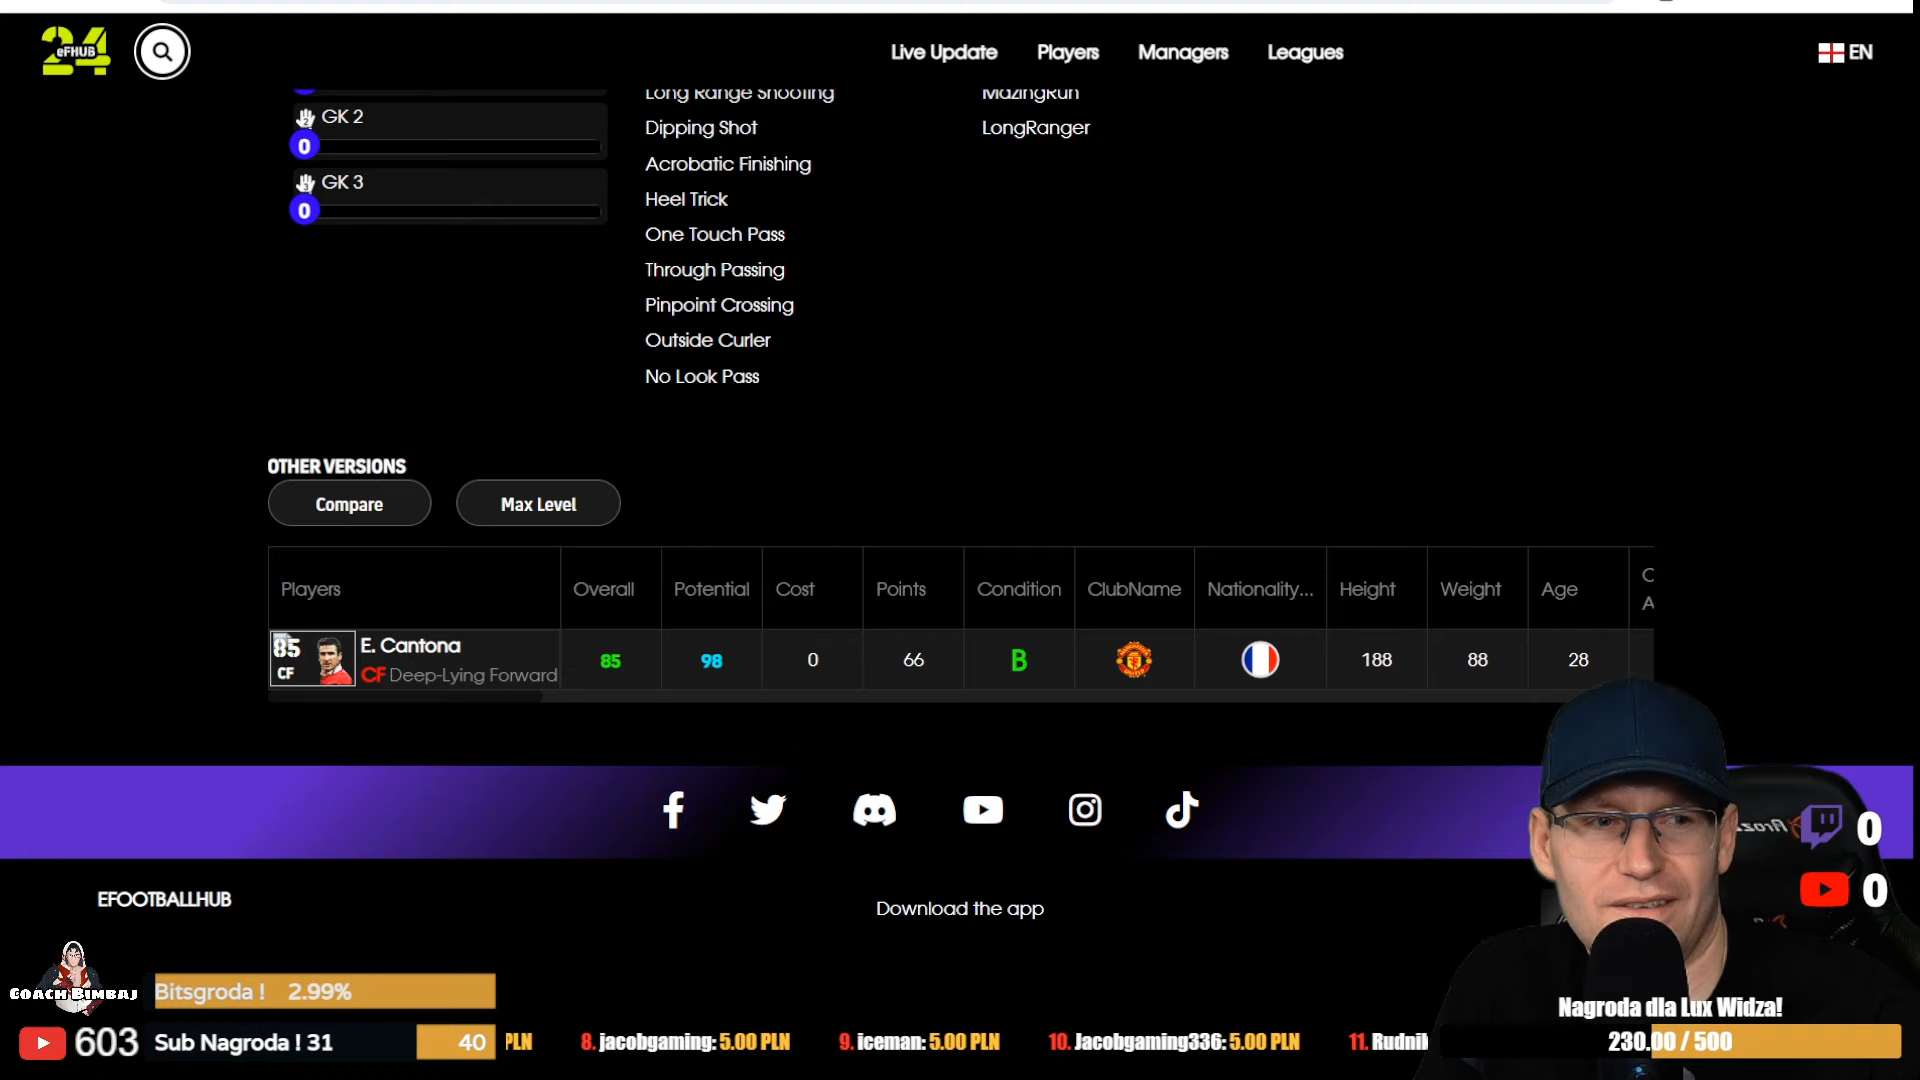 24
eFHUB
Live Update
Players
Managers
Leagues
EN
Long Range Shooting
MazingRun
GK 2
0
Dipping Shot
LongRanger
Acrobatic Finishing
GK 3
0
Heel Trick
One Touch Pass
Through Passing
Pinpoint Crossing
Outside Curler
No Look Pass
OTHER VERSIONS
Compare
Max Level
Players Overall Potential Cost Points Condition ClubName Nationality... Height Weight Age C
A
85
CF
E. Cantona
CF Deep-Lying Forward
85 98 0 66 B 188 88 28
0
0
EFOOTBALLHUB
Download the app
COACH BIMBAJ
Bitsgroda ! 2.99%
603
Sub Nagroda ! 31
40
PLN 8. jacobgaming: 5.00 PLN 9. iceman: 5.00 PLN 10. Jacobgaming336: 5.00 PLN 11. Rudnik
Nagroda dla Lux Widza!
230.00 / 500